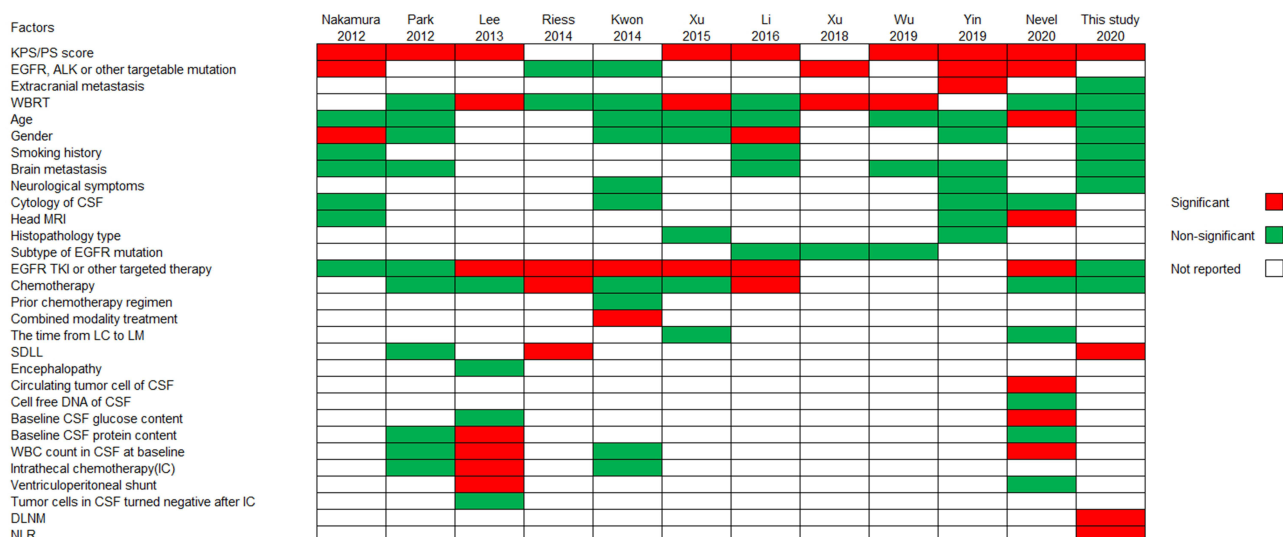 Factors
Nakamura Park Lee Riess Kwon Xu Li Xu Wu Yin Nevel This study
2012 2012 2013 2014 2014 2015 2016 2018 2019 2019 2020 2020
KPS/PS score
EGFR, ALK or other targetable mutation
Extracranial metastasis
WBRT
Age
Gender
Smoking history
Brain metastasis
Neurological symptoms
Cytology of CSF
Head MRI
Histopathology type
Subtype of EGFR mutation
EGFR TKI or other targeted therapy
Chemotherapy
Prior chemotherapy regimen
Combined modality treatment
The time from LC to LM
SDLL
Encephalopathy
Circulating tumor cell of CSF
Cell free DNA of CSF
Baseline CSF glucose content
Baseline CSF protein content
WBC count in CSF at baseline
Intrathecal chemotherapy(IC)
Ventriculoperitoneal shunt
Tumor cells in CSF turned negative after IC
DLNM
NLR
Significant
Non-significant
Not reported